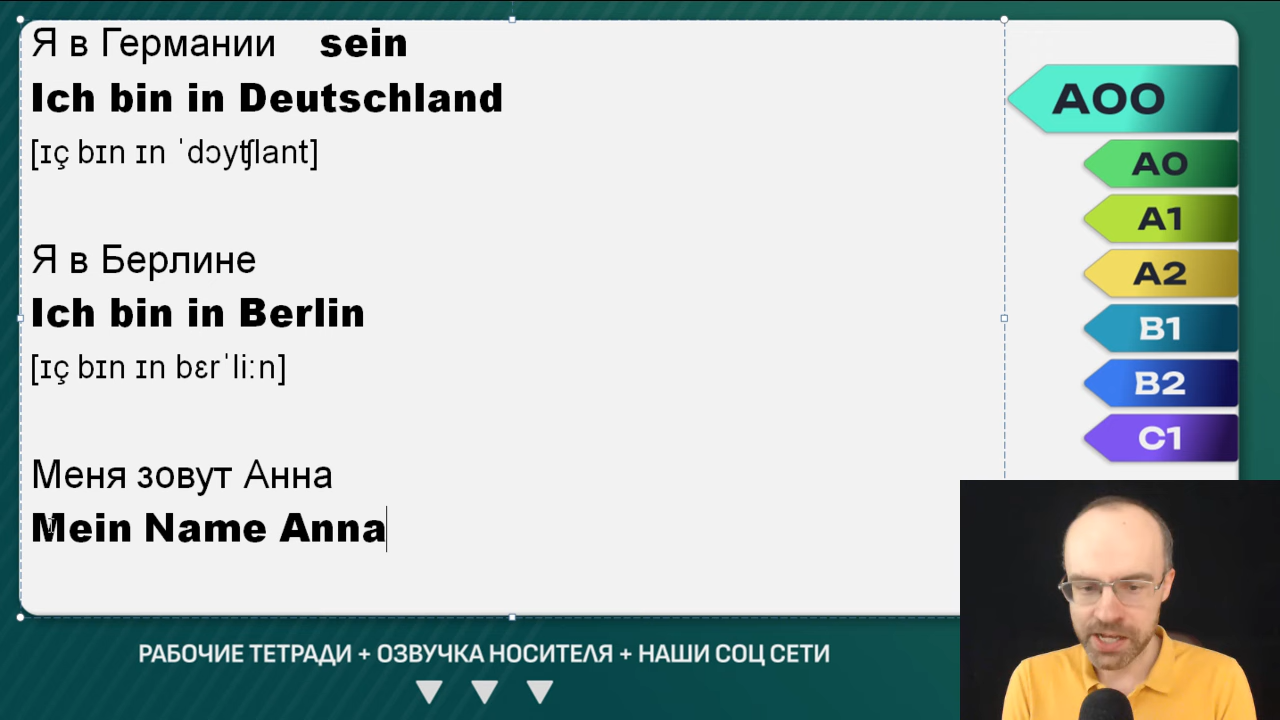 Я в Германии sein
Ich bin in Deutschland
[ɪç bɪn ɪn ˈdɔyʧlant]
Я в Берлине
Ich bin in Berlin
[ɪç bɪn ɪn bɛrˈliːn]
Меня зовут Анна
Mein Name Anna
A00
A0
A1
A2
B1
B2
C1
РАБОЧИЕ ТЕТРАДИ + ОЗВУЧКА НОСИТЕЛЯ + НАШИ СОЦ СЕТИ